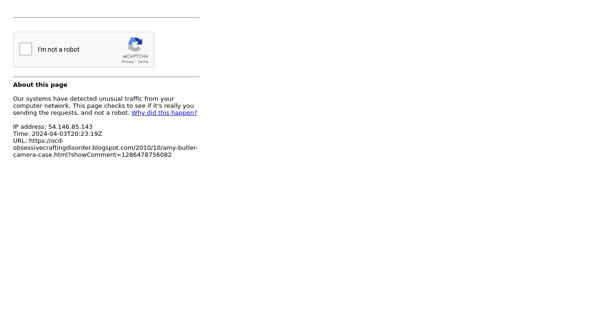 I'm not a robot
reCAPTCHA
Privacy - Terms
About this page
Our systems have detected unusual traffic from your
computer network. This page checks to see if it's really you
sending the requests, and not a robot. Why did this happen?
IP address: 54.146.85.143
Time: 2024-04-03T20:23:19Z
URL: https://ocd-
obsessivecraftingdisorder.blogspot.com/2010/10/amy-butler-
camera-case.html?showComment=1286478756082